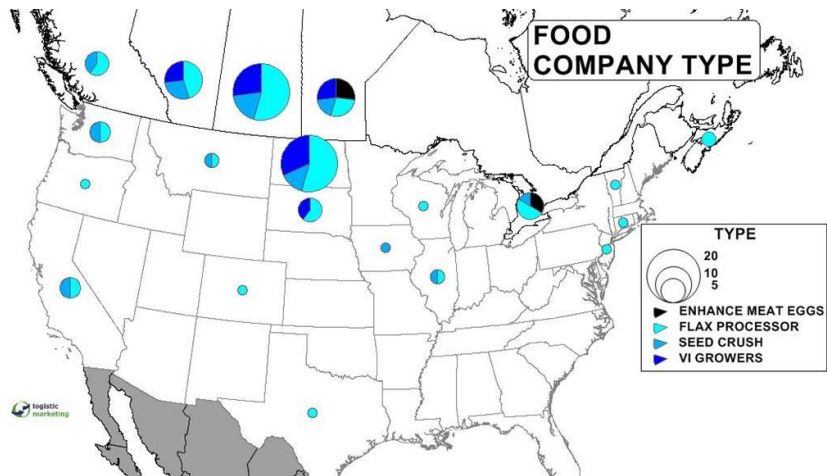 FOOD
COMPANY TYPE
TYPE
20
10
5
ENHANCE MEAT EGGS
FLAX PROCESSOR
SEED CRUSH
VI GROWERS
logistic
marketing